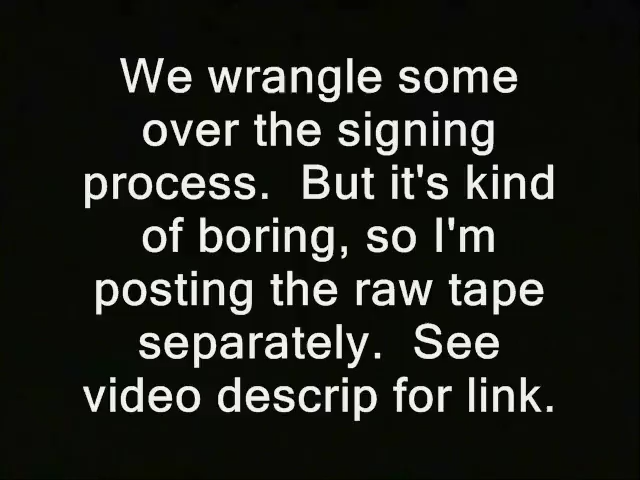 We wrangle some
over the signing
process.  But it's kind
of boring, so I'm
posting the raw tape
separately.  See
video descrip for link.